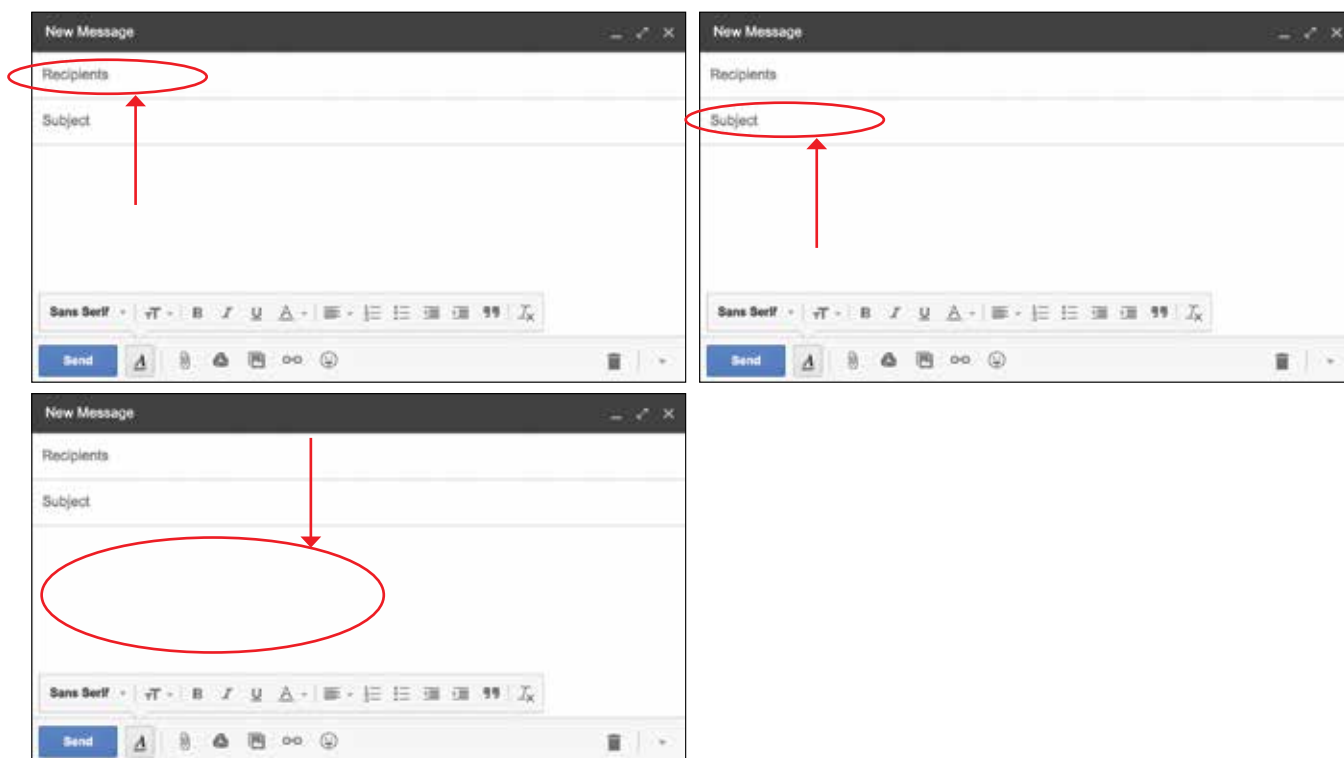 New Message
Recipients
Subject
Sans Serif
Send
New Message
Recipients
Subject
Sans Serif
Send
New Message
Recipients
Subject
Sans Serif
Send